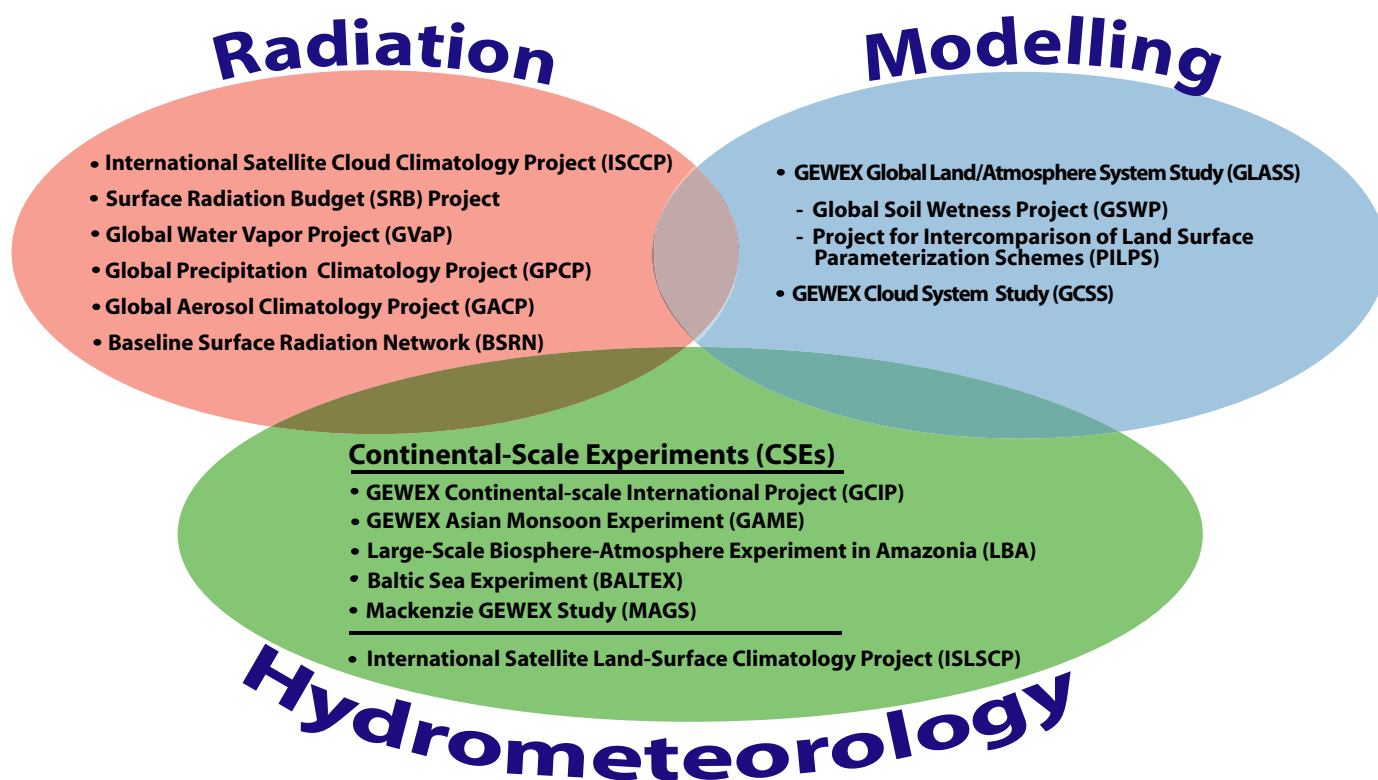 Radiation
• International Satellite Cloud Climatology Project (ISCCP)
• Surface Radiation Budget (SRB) Project
• Global Water Vapor Project (GVaP)
• Global Precipitation Climatology Project (GPCP)
• Global Aerosol Climatology Project (GACP)
• Baseline Surface Radiation Network (BSRN)
Modelling
• GEWEX Global Land/Atmosphere System Study (GLASS)
- Global Soil Wetness Project (GSWP)
- Project for Intercomparison of Land Surface
Parameterization Schemes (PILPS)
• GEWEX Cloud System Study (GCSS)
Continental-Scale Experiments (CSEs)
• GEWEX Continental-scale International Project (GCIP)
• GEWEX Asian Monsoon Experiment (GAME)
• Large-Scale Biosphere-Atmosphere Experiment in Amazonia (LBA)
• Baltic Sea Experiment (BALTEX)
• Mackenzie GEWEX Study (MAGS)
• International Satellite Land-Surface Climatology Project (ISLSCP)
Hydrometeorology